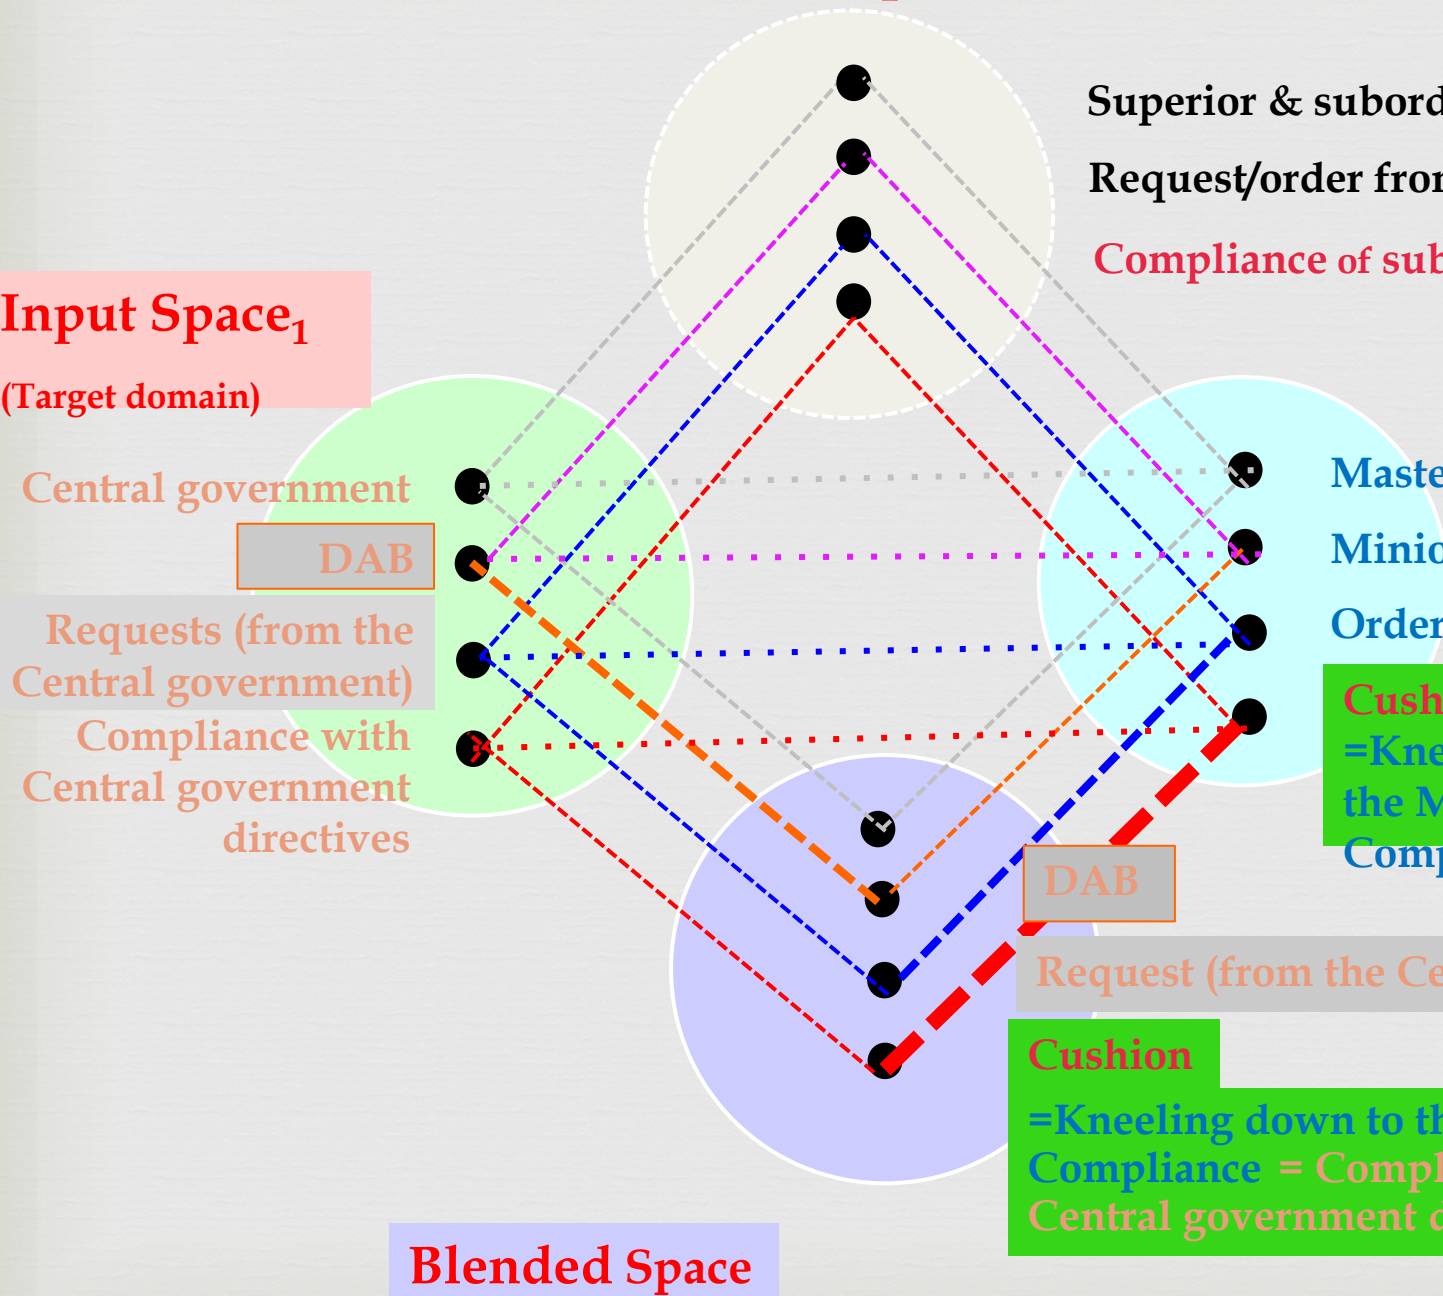 Superior & subord
Request/order from
Compliance of sub
Input Space1
(Target domain)
Central government
DAB
Requests (from the
Central government)
Compliance with
Central government
directives
Maste
Minio
Order
Cush
=Knee
the M
Comp
DAB
Request (from the Ce
Cushion
=Kneeling down to th
Compliance = Compl
Central government d
Blended Space